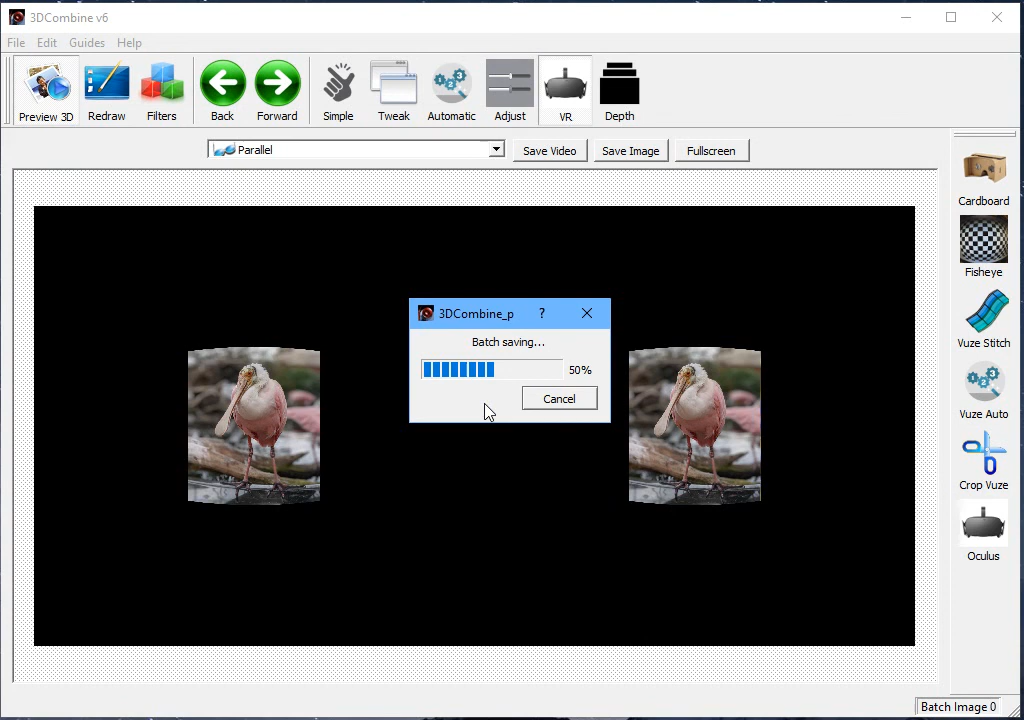 3DCombine v6
File Edit Guides Help
Preview 3D Redraw Filters Back Forward Simple Tweak Automatic Adjust VR Depth
Parallel Save Video Save Image Fullscreen
Cardboard
Fisheye
Vuze Stitch
Vuze Auto
Crop Vuze
Oculus
3DCombine_p ?
Batch saving...
50%
Cancel
Batch Image 0